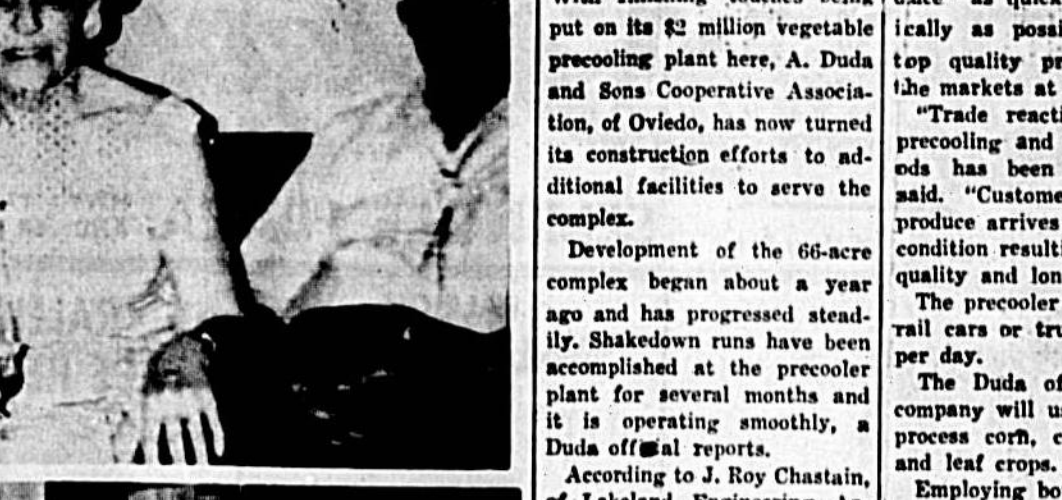 put on its $2 million vegetable
precooling plant here, A. Duda
and Sons Cooperative Associa-
tion, of Oviedo, has now turned
its construction efforts to ad-
ditional facilities to serve the
complex.
Development of the 66-acre
complex began about a year
ago and has progressed stead-
ily. Shakedown runs have been
accomplished at the precooler
plant for several months and
it is operating smoothly, a
Duda official reports.
According to J. Roy Chastain,
of Lakeland Engineering
ically as possi
top quality pr
the markets at
"Trade reacti
precooling and
ods has been
said. "Custome
produce arrives
condition result
quality and lon
The precooler
rail cars or tru
per day.
The Duda of
company will u
process corn, c
and leaf crops.
Employing bo